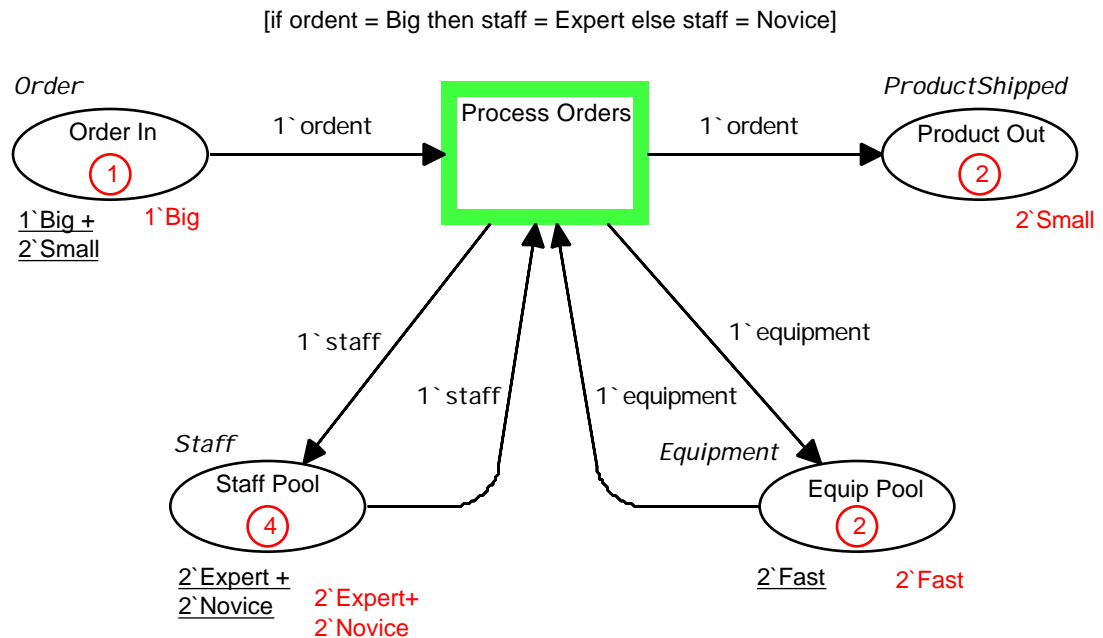 [if ordent = Big then staff = Expert else staff = Novice]
Order
Order In
1
1`Big +
2`Small
1`Big
1`ordent
Process Orders
1`ordent
ProductShipped
Product Out
2
2`Small
1`staff
1`staff
1`equipment
1`equipment
Staff
Staff Pool
4
2`Expert +
2`Novice
2`Expert+
2`Novice
Equipment
Equip Pool
2
2`Fast
2`Fast